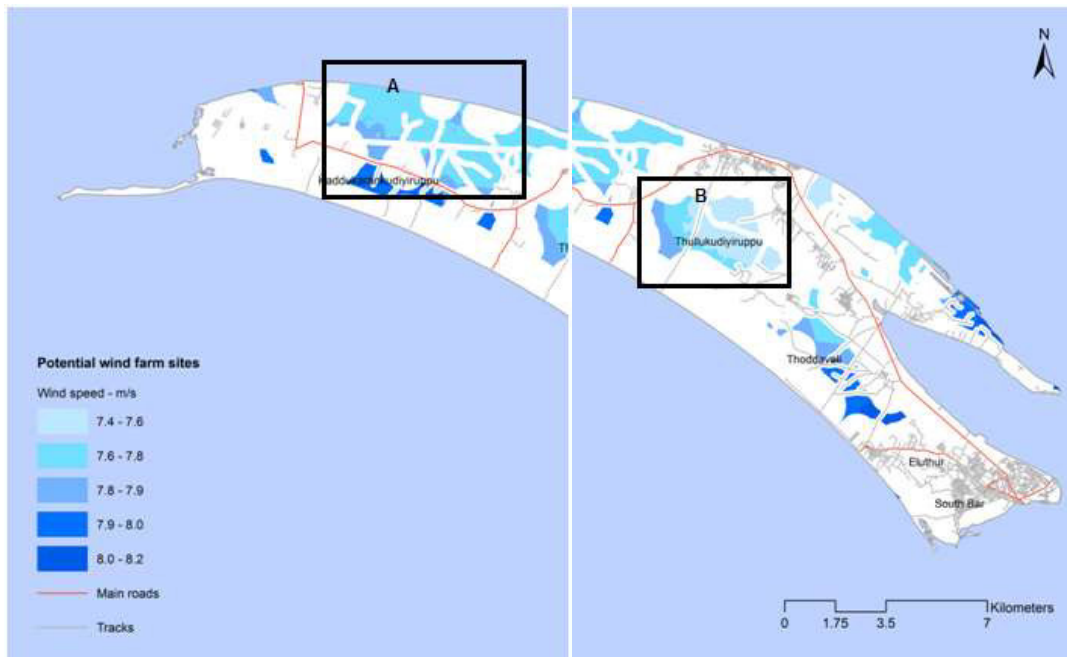 N
A
B
Thullukudiyiruppu
Thoddaveli
Eluthur
South Bar
Potential wind farm sites
Wind speed - m/s
7.4 - 7.6
7.6 - 7.8
7.8 - 7.9
7.9 - 8.0
8.0 - 8.2
Main roads
Tracks
Kilometers
0 1.75 3.5 7